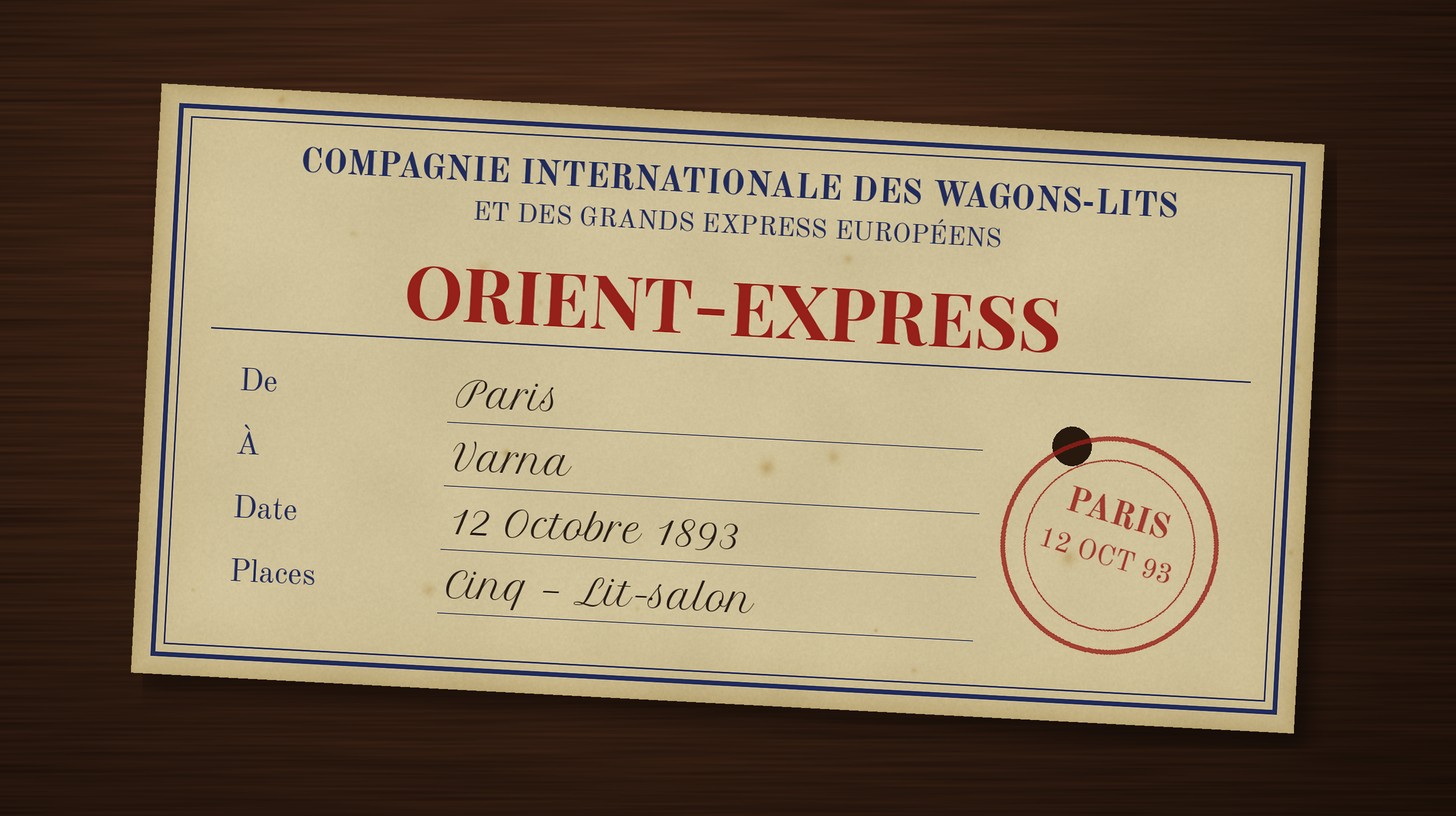 COMPAGNIE INTERNATIONALE DES WAGONS-LITS
ET DES GRANDS EXPRESS EUROPÉENS
ORIENT-EXPRESS
De Paris
À Varna
Date 12 Octobre 1893
Places Cinq - Lit-salon
PARIS
12 OCT 93